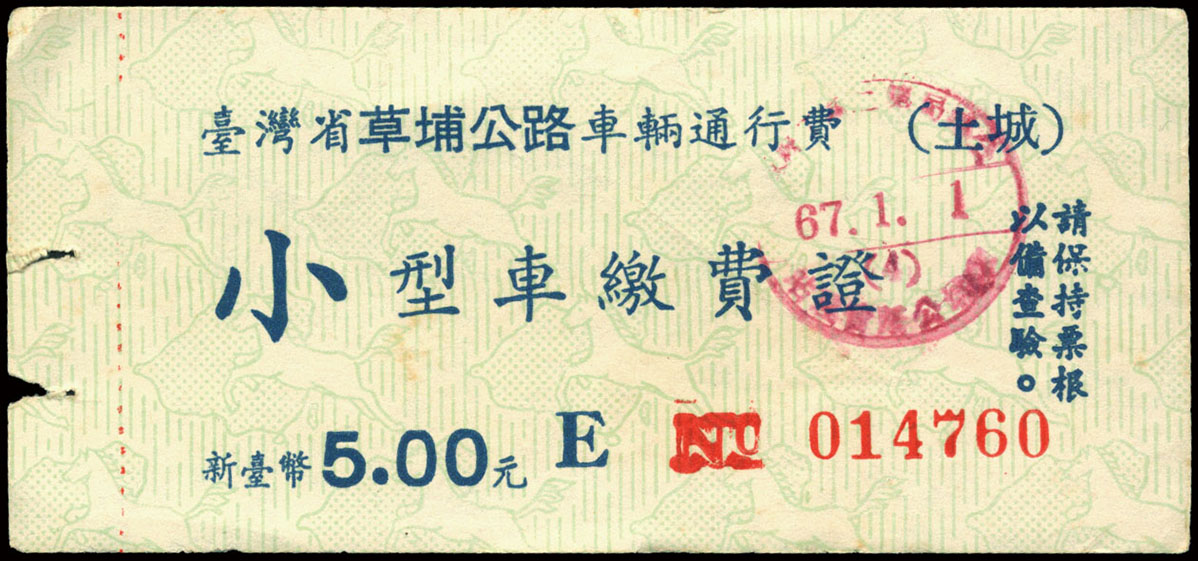 臺灣省草埔公路車輛通行費 (土城)
67. 1. 1
(4)
小型車繳費證
請保持票根
以備查驗。
新臺幣5.00元 E № 014760